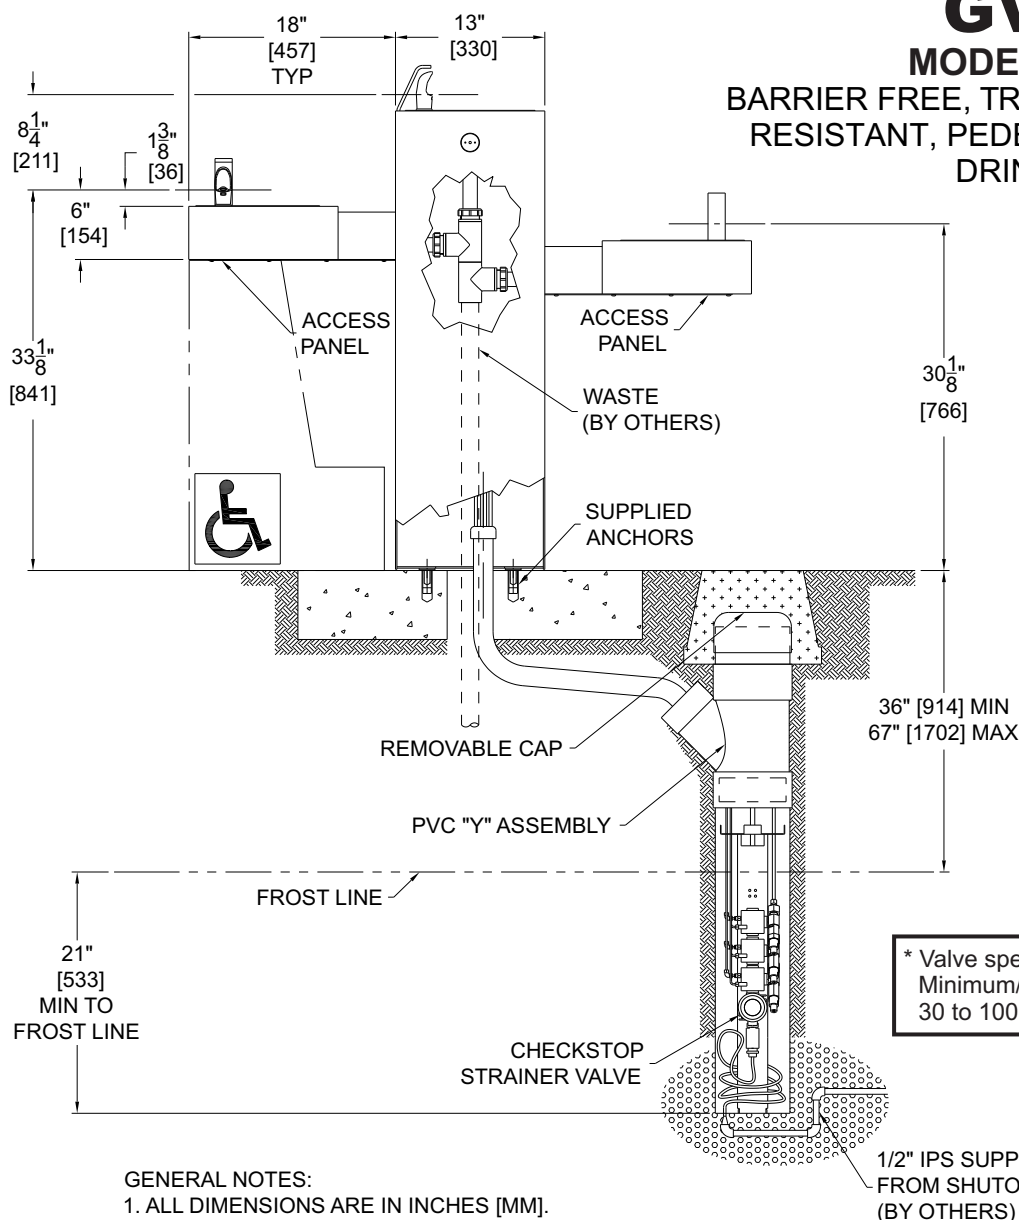 GV
MODE
BARRIER FREE, TR
RESISTANT, PEDE
DRIN
18"
[457]
TYP
13"
[330]
8 1/4"
[211]
1 3/8"
[36]
6"
[154]
33 1/8"
[841]
ACCESS
PANEL
ACCESS
PANEL
30 1/8"
[766]
WASTE
(BY OTHERS)
SUPPLIED
ANCHORS
36" [914] MIN
67" [1702] MAX
REMOVABLE CAP
PVC "Y" ASSEMBLY
FROST LINE
21"
[533]
MIN TO
FROST LINE
* Valve spe
Minimum/
30 to 100
CHECKSTOP
STRAINER VALVE
1/2" IPS SUPP
FROM SHUTO
(BY OTHERS)
GENERAL NOTES:
1. ALL DIMENSIONS ARE IN INCHES [MM].